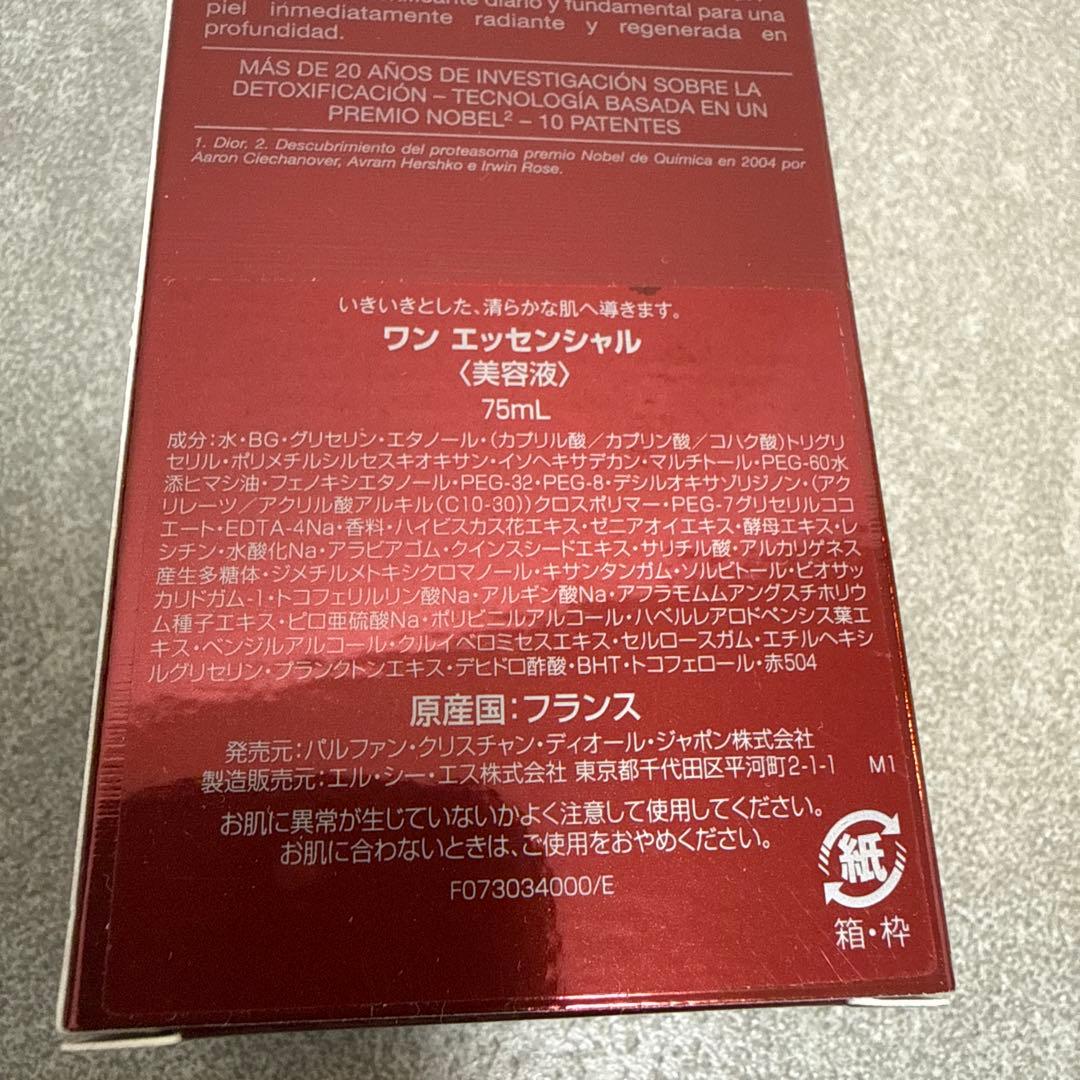 diario y fundamental para una
piel inmediatamente radiante y regenerada en
profundidad.
MÁS DE 20 AÑOS DE INVESTIGACIÓN SOBRE LA
DETOXIFICACIÓN – TECNOLOGÍA BASADA EN UN
PREMIO NOBEL² – 10 PATENTES
1. Dior. 2. Descubrimiento del proteasoma premio Nobel de Química en 2004 por
Aaron Ciechanover, Avram Hershko e Irwin Rose.
いきいきとした、清らかな肌へ導きます。
ワン エッセンシャル
〈美容液〉
75mL
成分：水・BG・グリセリン・エタノール・（カプリル酸／カプリン酸／コハク酸）トリグリ
セリル・ポリメチルシルセスキオキサン・イソヘキサデカン・マルチトール・PEG-60水
添ヒマシ油・フェノキシエタノール・PEG-32・PEG-8・デシルオキサゾリジノン・（アク
リレーツ／アクリル酸アルキル（C10-30））クロスポリマー・PEG-7グリセリルココ
エート・EDTA-4Na・香料・ハイビスカス花エキス・ゼニアオイエキス・酵母エキス・レ
シチン・水酸化Na・アラビアゴム・クインスシードエキス・サリチル酸・アルカリゲネス
産生多糖体・ジメチルメトキシクロマノール・キサンタンガム・ソルビトール・ビオサッ
カリドガム-1・トコフェリルリン酸Na・アルギン酸Na・アフラモムムアングスチホリウ
ム種子エキス・ピロ亜硫酸Na・ポリビニルアルコール・ハベルレアロドペンシス葉エ
キス・ベンジルアルコール・クルイベロミセスエキス・セルロースガム・エチルヘキシ
ルグリセリン・プランクトンエキス・デヒドロ酢酸・BHT・トコフェロール・赤504
原産国：フランス
発売元：パルファン・クリスチャン・ディオール・ジャポン株式会社
製造販売元：エル・シー・エス株式会社 東京都千代田区平河町2-1-1 M1
お肌に異常が生じていないかよく注意して使用してください。
お肌に合わないときは、ご使用をおやめください。
F073034000/E
紙
箱・枠